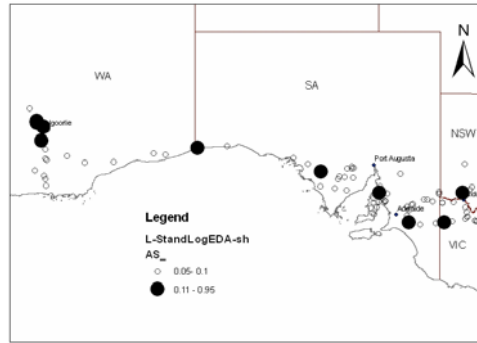 WA
SA
N
NSW
Port Augusta
Adelaide
VIC
Legend
L-StandLogEDA-sh
AS_
0.05- 0.1
0.11 - 0.95